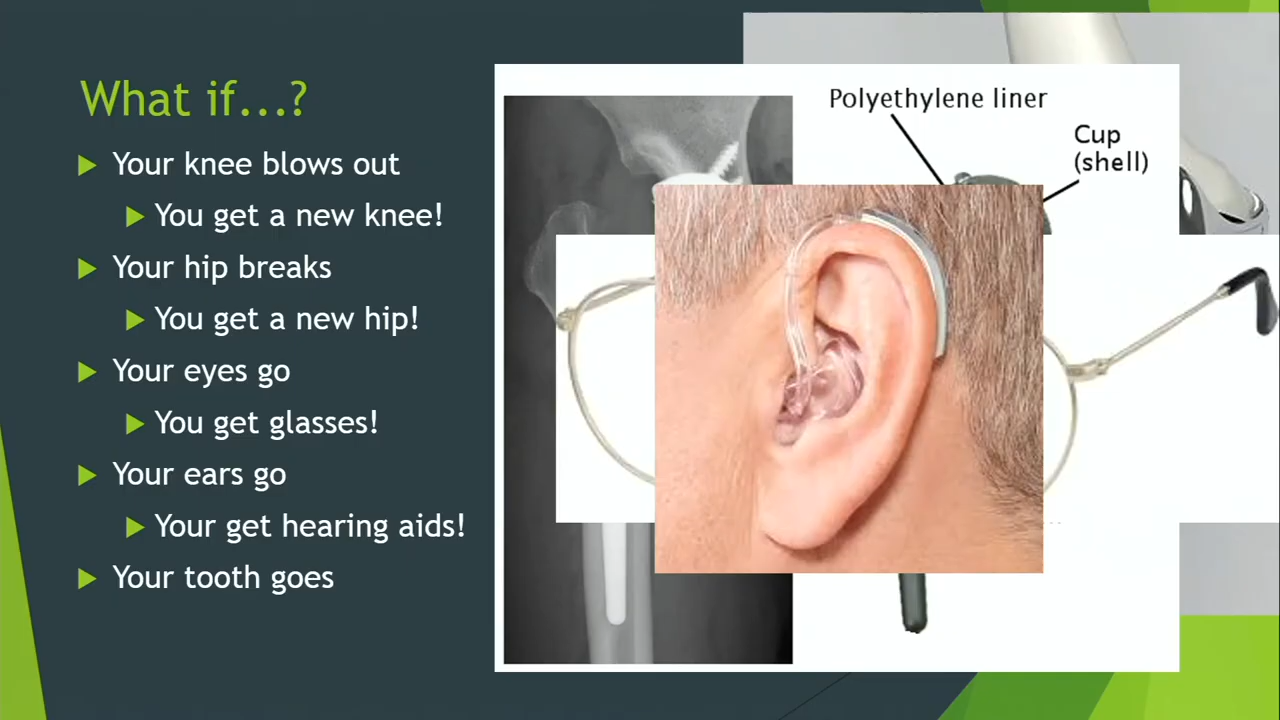 What if...?
Your knee blows out
You get a new knee!
Your hip breaks
You get a new hip!
Your eyes go
You get glasses!
Your ears go
Your get hearing aids!
Your tooth goes
Polyethylene liner
Cup
(shell)